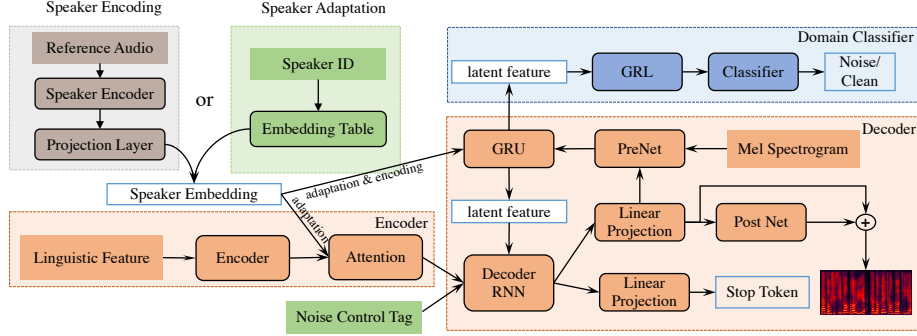 Speaker Encoding
Speaker Adaptation
Reference Audio
Speaker Encoder
Projection Layer
or
Speaker ID
Embedding Table
Speaker Embedding
adaptation & encoding
adaptation
Encoder
Linguistic Feature
Encoder
Attention
Noise Control Tag
Domain Classifier
latent feature
GRL
Classifier
Noise/
Clean
Decoder
GRU
PreNet
Mel Spectrogram
latent feature
Linear
Projection
Post Net
+
Decoder
RNN
Linear
Projection
Stop Token